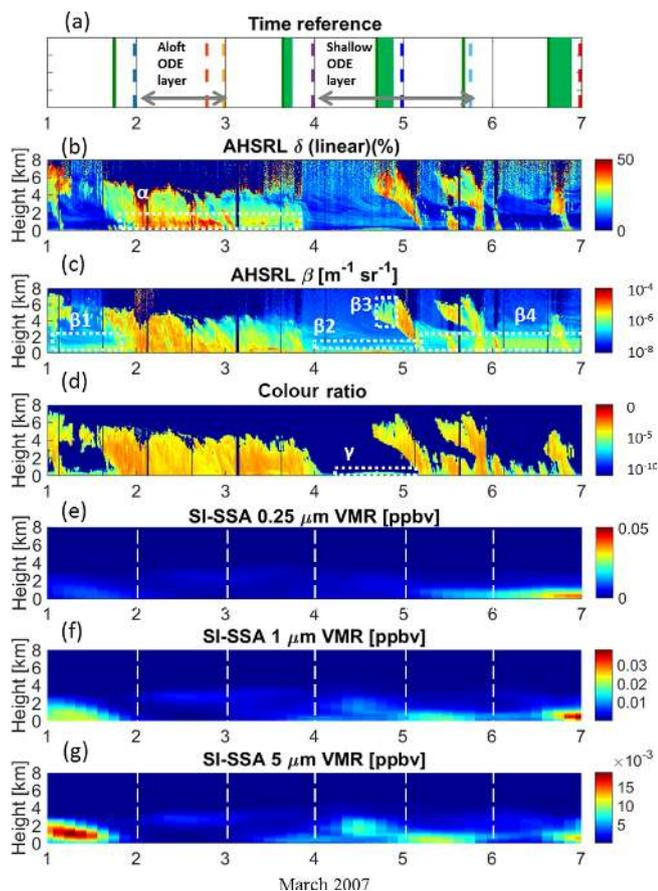 (a) Time reference
Aloft ODE layer
Shallow ODE layer
1 2 3 4 5 6 7
(b) AHSRL δ (linear)(%)
Height [km]
8 6 4 2 0
α
50
0
1 2 3 4 5 6 7
(c) AHSRL β [m⁻¹ sr⁻¹]
Height [km]
8 6 4 2 0
β1 β2 β3 β4
10⁻⁴
10⁻⁶
10⁻⁸
1 2 3 4 5 6 7
(d) Colour ratio
Height [km]
8 6 4 2 0
γ
0
10⁻⁵
10⁻¹⁰
1 2 3 4 5 6 7
(e) SI-SSA 0.25 μm VMR [ppbv]
Height [km]
8 6 4 2 0
0.05
0
1 2 3 4 5 6 7
(f) SI-SSA 1 μm VMR [ppbv]
Height [km]
8 6 4 2 0
0.03
0.02
0.01
1 2 3 4 5 6 7
(g) SI-SSA 5 μm VMR [ppbv]
Height [km]
8 6 4 2 0
×10⁻³
15
10
5
1 2 3 4 5 6 7
March 2007